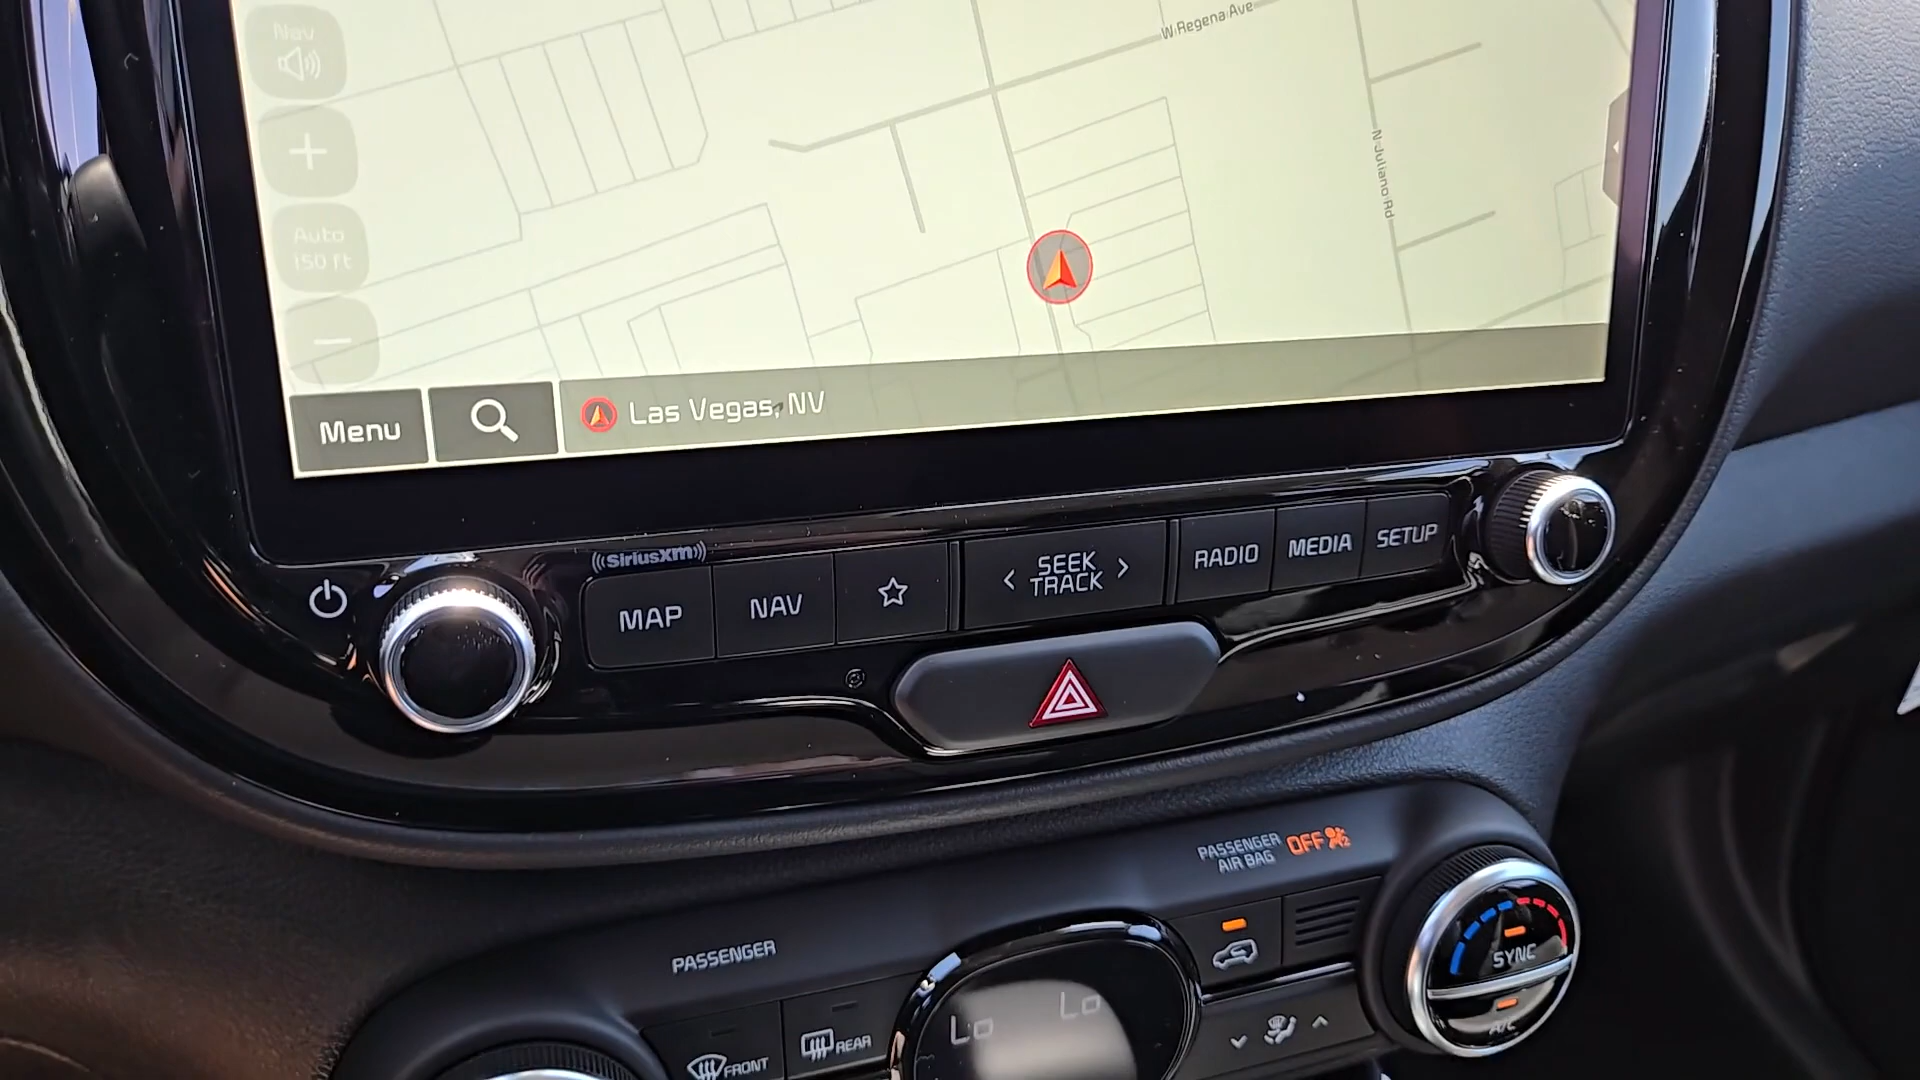 Nav
W Regena Ave
N Juliano Rd
Auto
150 ft
Menu
Las Vegas, NV
((SiriusXM))
MAP
NAV
< SEEK >
TRACK
RADIO
MEDIA
SETUP
PASSENGER
AIR BAG
OFF
2
PASSENGER
FRONT
REAR
Lo
Lo
SYNC
A/C